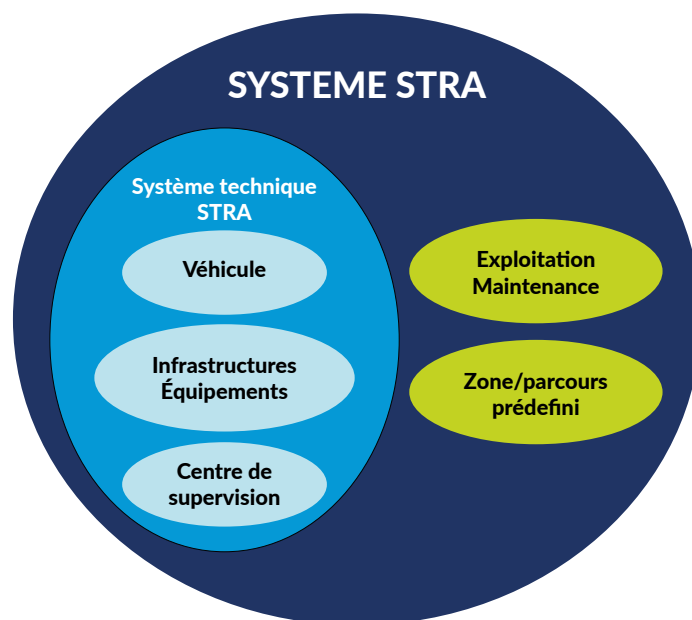 SYSTEME STRA
Système technique
STRA
Véhicule
Infrastructures
Équipements
Centre de
supervision
Exploitation
Maintenance
Zone/parcours
prédefini